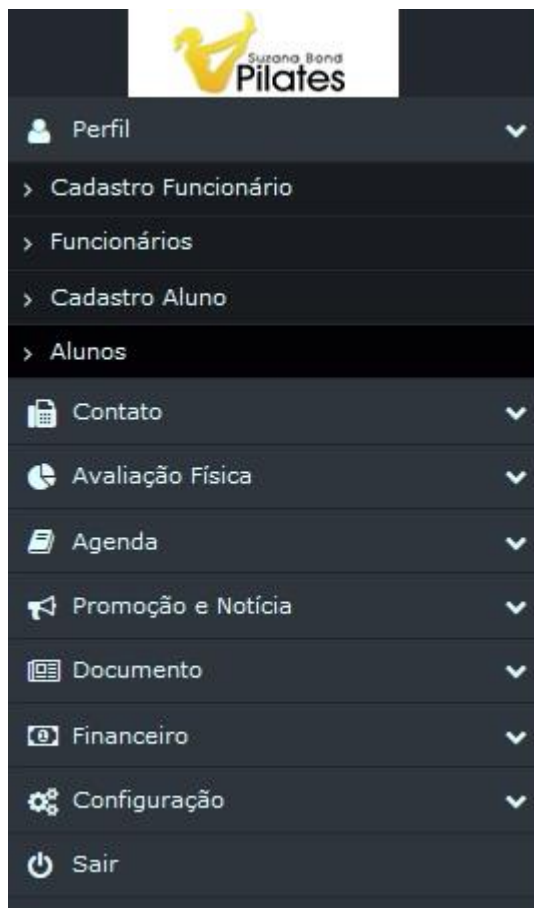 Suzana Bond
Pilates
Perfil
Cadastro Funcionário
Funcionários
Cadastro Aluno
Alunos
Contato
Avaliação Física
Agenda
Promoção e Notícia
Documento
Financeiro
Configuração
Sair